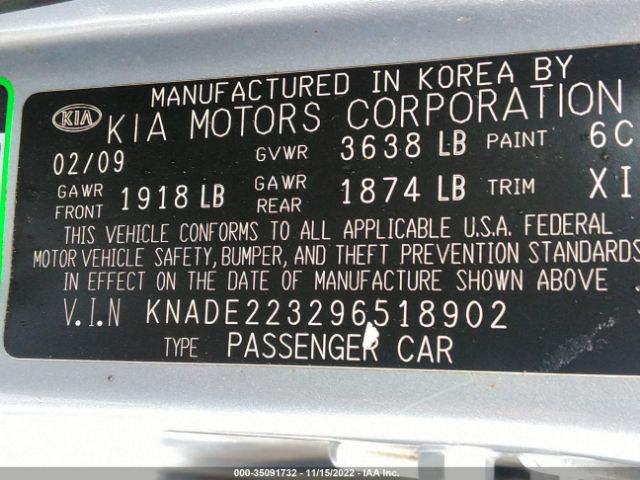 MANUFACTURED IN KOREA BY
KIA KIA MOTORS CORPORATION
02/09 GVWR 3638 LB PAINT 6C
GAWR FRONT 1918 LB GAWR REAR 1874 LB TRIM XI
THIS VEHICLE CONFORMS TO ALL APPLICABLE U.S.A. FEDERAL
MOTOR VEHICLE SAFETY, BUMPER, AND THEFT PREVENTION STANDARDS
IN EFFECT ON THE DATE OF MANUFACTURE SHOWN ABOVE
V.I.N KNADE223296518902
TYPE PASSENGER CAR
000-35091732 - 11/15/2022 - IAA Inc.